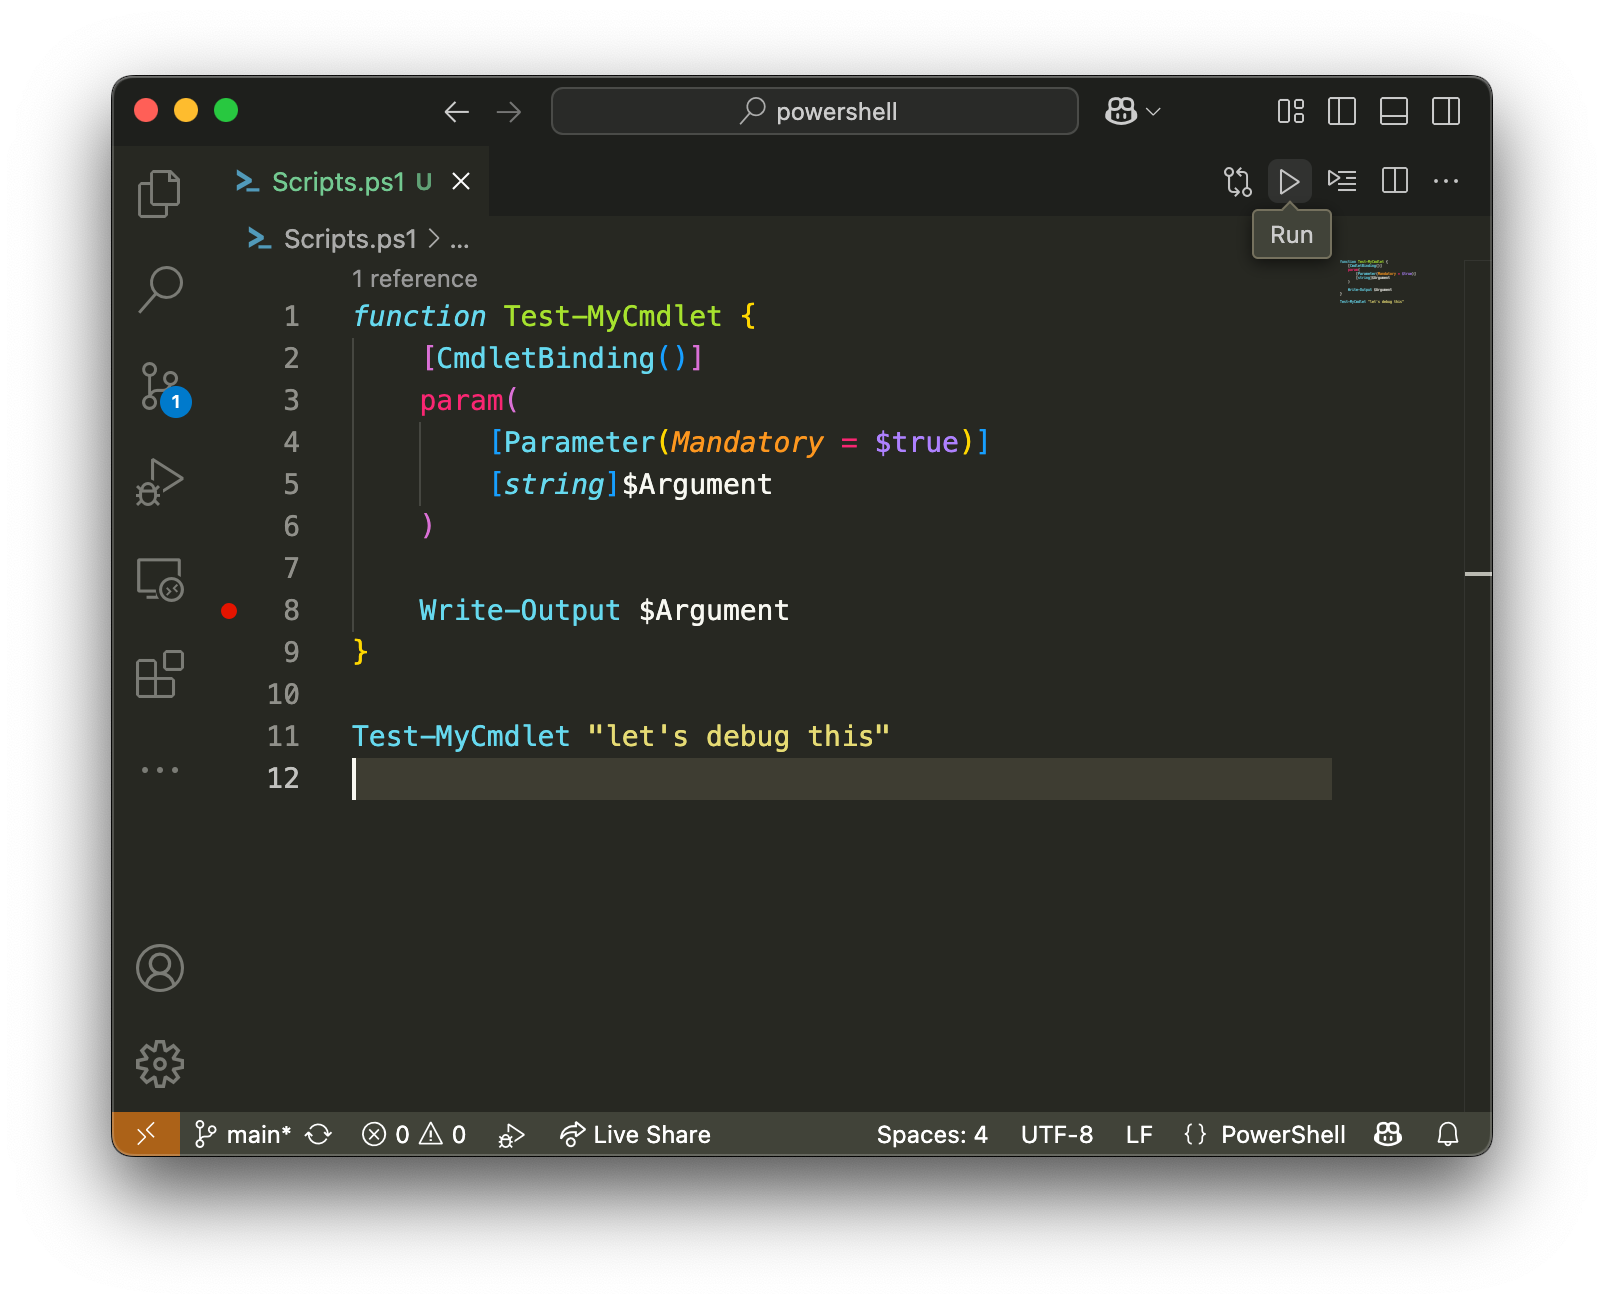 powershell
Scripts.ps1 U
Run
Scripts.ps1 > ...
1 reference
1 function Test-MyCmdlet {
2     [CmdletBinding()]
3     param(
4         [Parameter(Mandatory = $true)]
5         [string]$Argument
6     )
7
8     Write-Output $Argument
9 }
10
11 Test-MyCmdlet "let's debug this"
12
1
main* 0 0 Live Share Spaces: 4 UTF-8 LF {} PowerShell